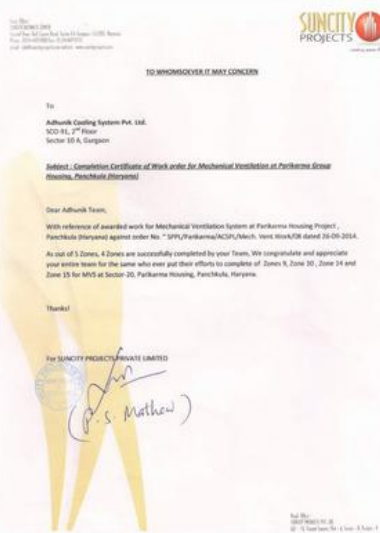 SUNCITY
PROJECTS
TO WHOMSOEVER IT MAY CONCERN
To
Adhunik Cooling System Pvt. Ltd.
SCO-91, 2nd Floor
Sector 10 A, Gurgaon
Subject : Completion Certificate of Work order for Mechanical Ventilation at Parikarma Group
Housing, Panchkula (Haryana)
Dear Adhunik Team,
With reference of awarded work for Mechanical Ventilation System at Parikarma Housing Project ,
Panchkula (Haryana) against order No. " SPPL/Parikarma/ACSPL/Mech. Vent.Work/08 dated 26-09-2014.
As out of 5 Zones, 4 Zones are successfully completed by your Team, We congratulate and appreciate
your entire team for the same who ever put their efforts to complete of Zones 9, Zone 10 , Zone 14 and
Zone 15 for MVS at Sector-20, Parikarma Housing, Panchkula, Haryana.
Thanks!
For SUNCITY PROJECTS PRIVATE LIMITED
(P.S. Mathew)